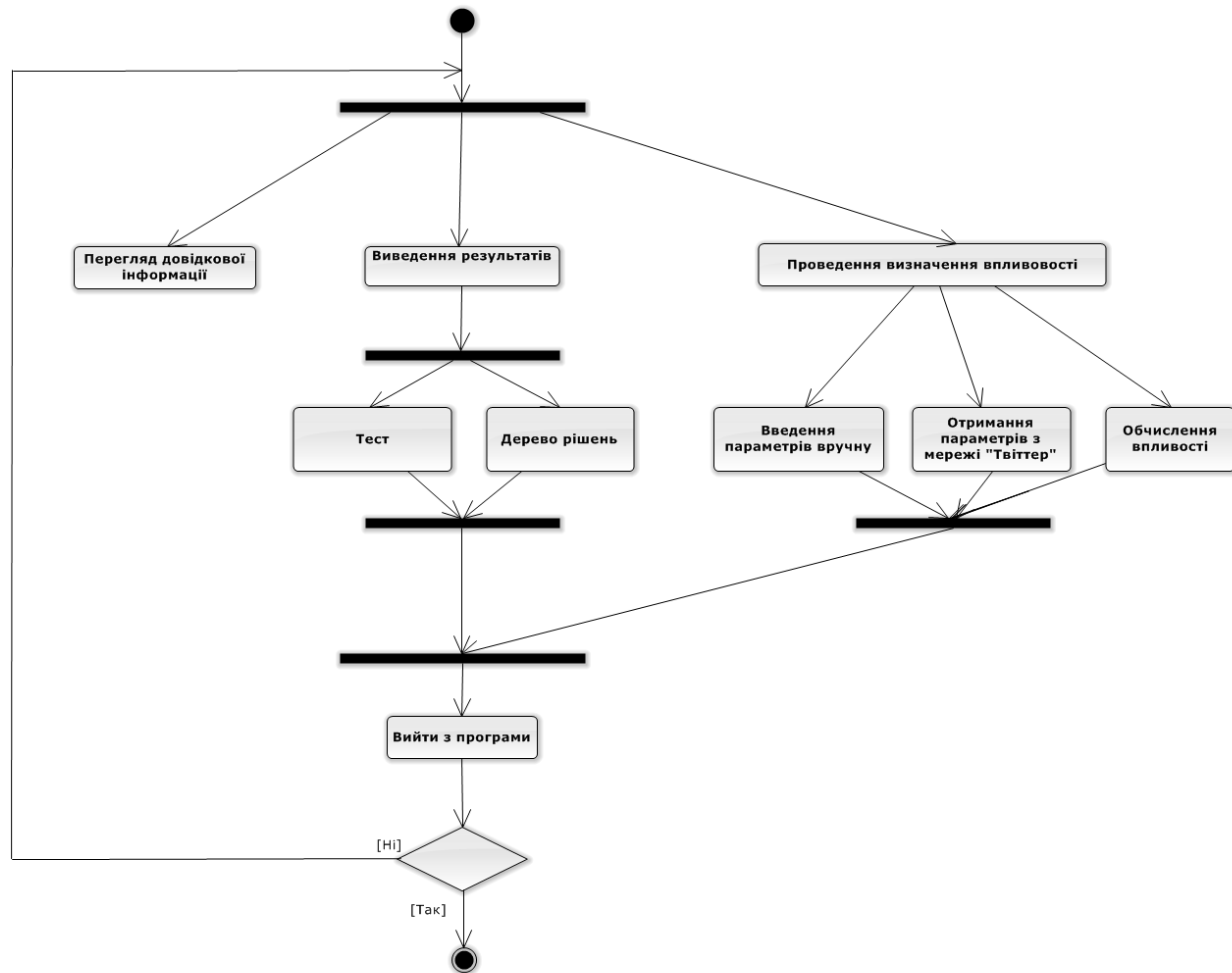 Перегляд довідкової
інформації
Виведення результатів
Проведення визначення впливовості
Тест
Дерево рішень
Введення
параметрів вручну
Отримання
параметрів з
мережі "Твіттер"
Обчислення
впливості
Вийти з програми
[Ні]
[Так]